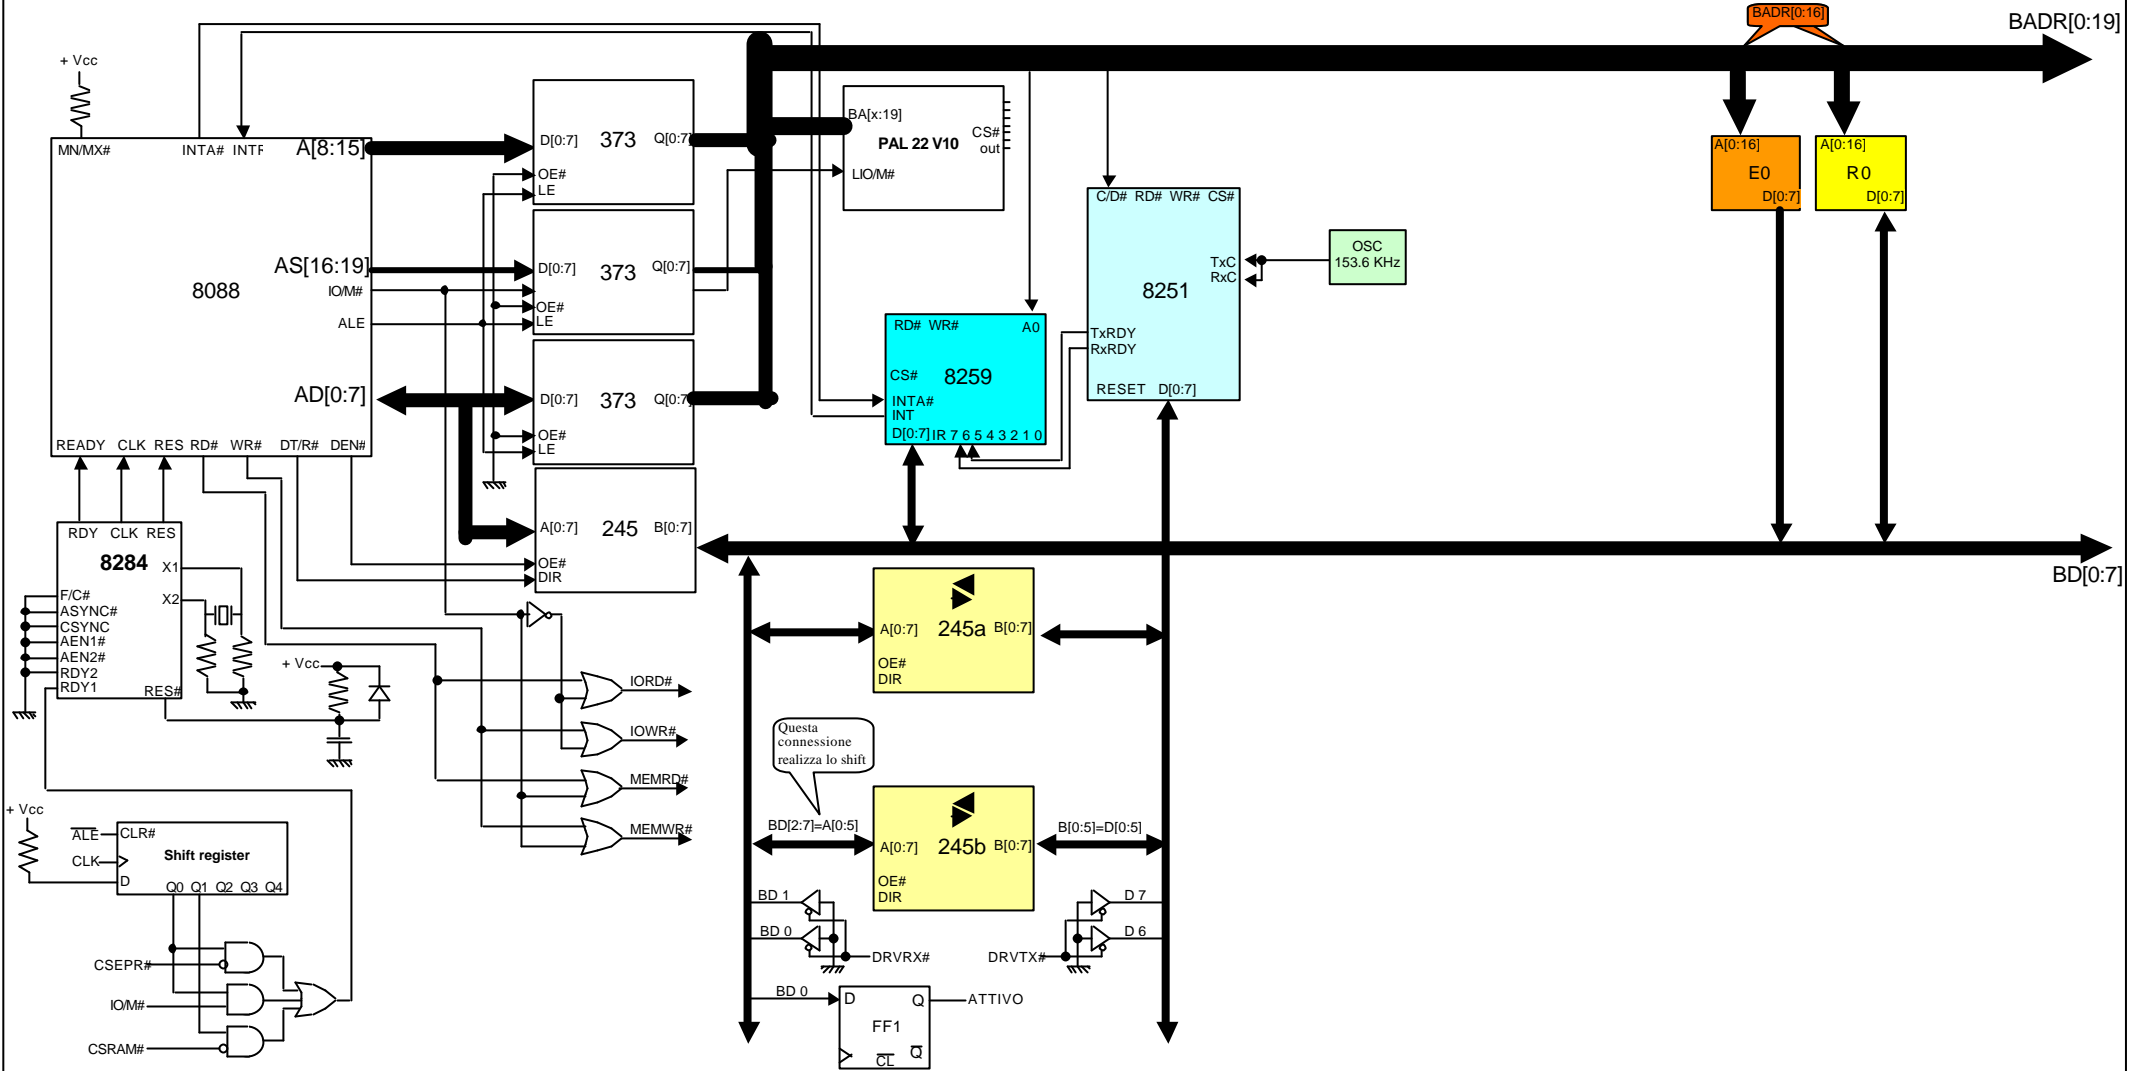 BADR[0:16]
BADR[0:19]
+ Vcc
MN/MX#
INTA# INTR
A[8:15]
D[0:7]
373
Q[0:7]
OE#
LE
BA[x:19]
PAL 22 V10
CS#
out
LIO/M#
A[0:16]
E0
D[0:7]
A[0:16]
R0
D[0:7]
C/D# RD# WR# CS#
TxC
RxC
8251
TxRDY
RxRDY
RESET D[0:7]
OSC
153.6 KHz
AS[16:19]
8088
IO/M#
ALE
D[0:7]
373
Q[0:7]
OE#
LE
RD# WR#
A0
CS#
8259
INTA#
INT
D[0:7]
IR 7 6 5 4 3 2 1 0
AD[0:7]
D[0:7]
373
Q[0:7]
OE#
LE
READY CLK RES RD# WR# DT/R# DEN#
A[0:7]
245
B[0:7]
OE#
DIR
BD[0:7]
RDY CLK RES
8284
X1
X2
F/C#
ASYNC#
CSYNC
AEN1#
AEN2#
RDY2
RDY1
RES#
+ Vcc
IORD#
IOWR#
MEMRD#
MEMWR#
A[0:7]
245a
B[0:7]
OE#
DIR
Questa
connessione
realizza lo shift
BD[2:7]=A[0:5]
B[0:5]=D[0:5]
A[0:7]
245b
B[0:7]
OE#
DIR
+ Vcc
ALE
CLR#
CLK
Shift register
D
Q0 Q1 Q2 Q3 Q4
CSEPR#
IO/M#
CSRAM#
BD 1
BD 0
DRVRX#
D 7
D 6
DRVTX#
BD 0
D
Q
ATTIVO
FF1
CL
Q